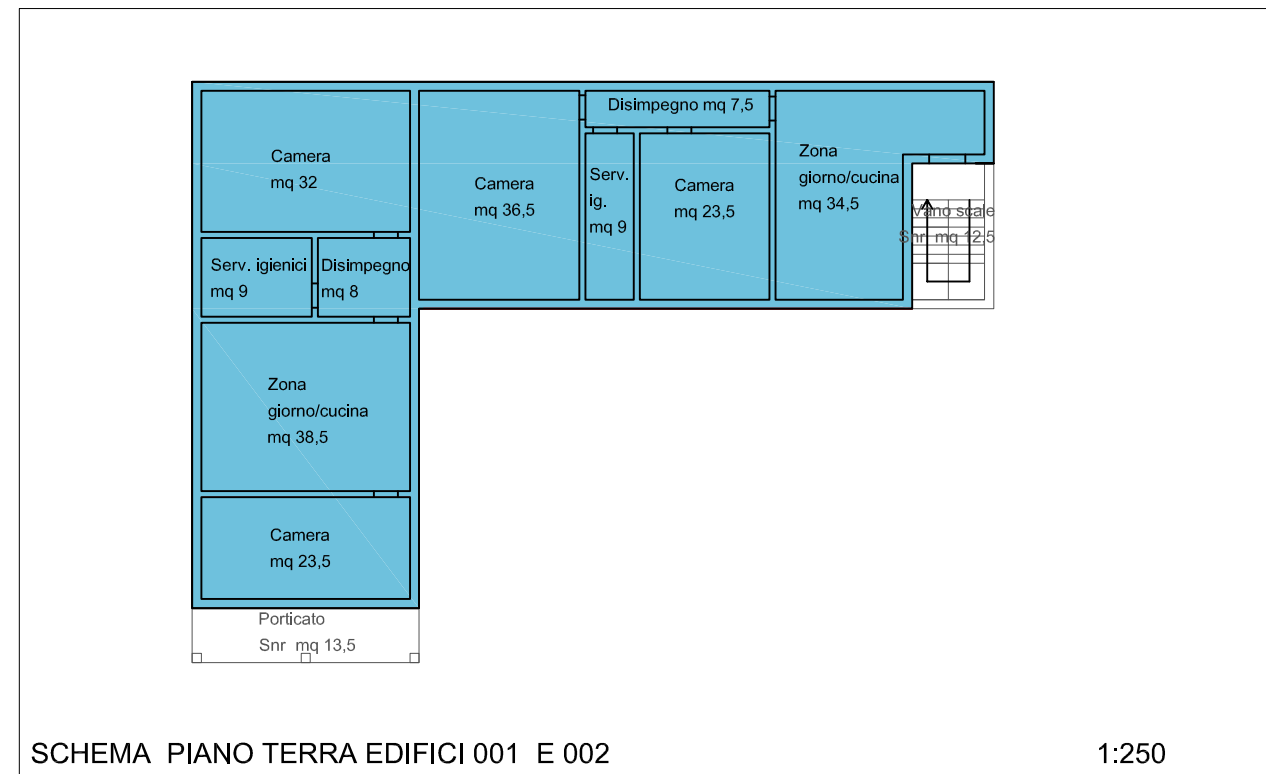 Disimpegno mq 7,5
Camera
mq 32
Camera
mq 36,5
Serv.
ig.
mq 9
Camera
mq 23,5
Zona
giorno/cucina
mq 34,5
Vano scale
Snr mq 12,5
Serv. igienici
mq 9
Disimpegno
mq 8
Zona
giorno/cucina
mq 38,5
Camera
mq 23,5
Porticato
Snr mq 13,5
SCHEMA PIANO TERRA EDIFICI 001 E 002
1:250